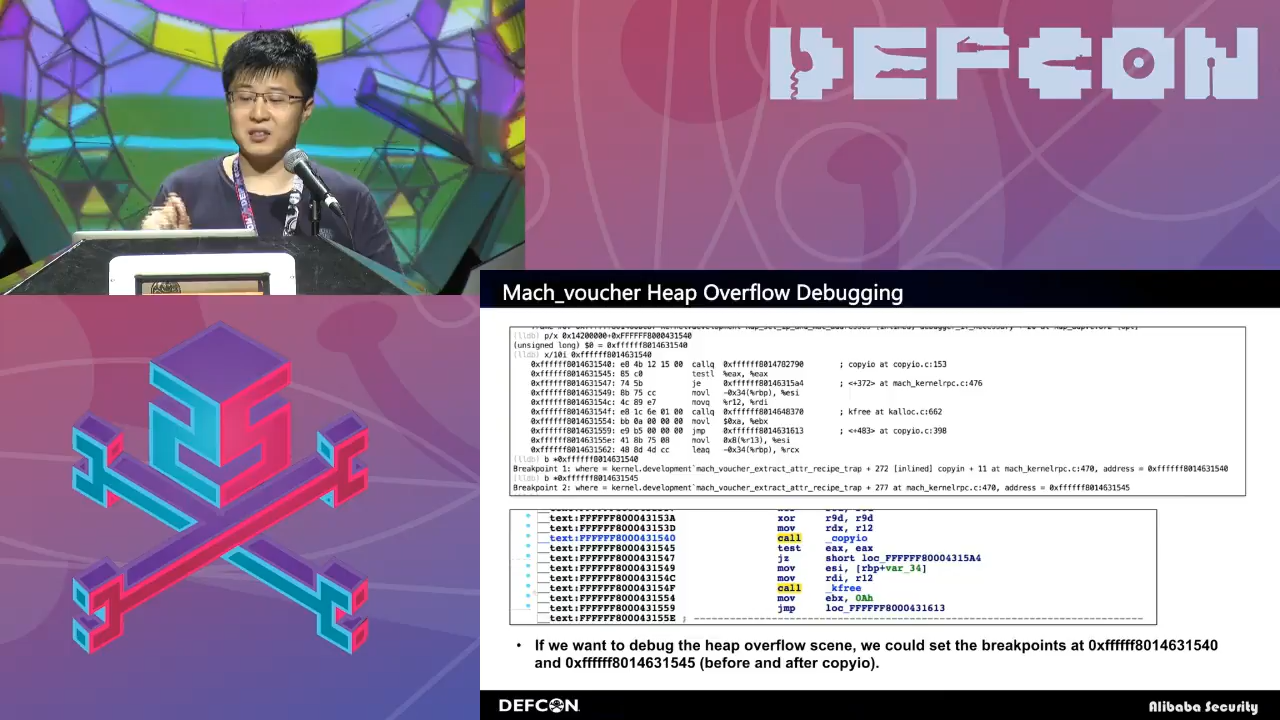 DEFCON
Mach_voucher Heap Overflow Debugging
(lldb) p/x 0x14200000+0xFFFFFF8000431540
(unsigned long) $0 = 0xffffff8014631540
(lldb) x/10i 0xffffff8014631540
0xffffff8014631540: e8 4b 12 15 00 callq 0xffffff8014782790 ; copyio at copyio.c:153
0xffffff8014631545: 85 c0 testl %eax, %eax
0xffffff8014631547: 74 5b je 0xffffff80146315a4 ; <+372> at mach_kernelrpc.c:476
0xffffff8014631549: 8b 75 cc movl -0x34(%rbp), %esi
0xffffff801463154c: 4c 89 e7 movq %r12, %rdi
0xffffff801463154f: e8 1c 6e 01 00 callq 0xffffff8014648370 ; kfree at kalloc.c:662
0xffffff8014631554: bb 0a 00 00 00 movl $0xa, %ebx
0xffffff8014631559: e9 b5 00 00 00 jmp 0xffffff8014631613 ; <+483> at copyio.c:398
0xffffff801463155e: 41 8b 75 08 movl 0x8(%r13), %esi
0xffffff8014631562: 48 8d 4d cc leaq -0x34(%rbp), %rcx
(lldb) b *0xffffff8014631540
Breakpoint 1: where = kernel.development`mach_voucher_extract_attr_recipe_trap + 272 [inlined] copyin + 11 at mach_kernelrpc.c:470, address = 0xffffff8014631540
(lldb) b *0xffffff8014631545
Breakpoint 2: where = kernel.development`mach_voucher_extract_attr_recipe_trap + 277 at mach_kernelrpc.c:470, address = 0xffffff8014631545
__text:FFFFFF800043153A xor r9d, r9d
__text:FFFFFF800043153D mov rdx, r12
__text:FFFFFF8000431540 call _copyio
__text:FFFFFF8000431545 test eax, eax
__text:FFFFFF8000431547 jz short loc_FFFFFF80004315A4
__text:FFFFFF8000431549 mov esi, [rbp+var_34]
__text:FFFFFF800043154C mov rdi, r12
__text:FFFFFF800043154F call _kfree
__text:FFFFFF8000431554 mov ebx, 0Ah
__text:FFFFFF8000431559 jmp loc_FFFFFF8000431613
__text:FFFFFF800043155E ; ---------------------------------------------------------------------------
• If we want to debug the heap overflow scene, we could set the breakpoints at 0xffffff8014631540
and 0xffffff8014631545 (before and after copyio).
DEFCON
Alibaba Security